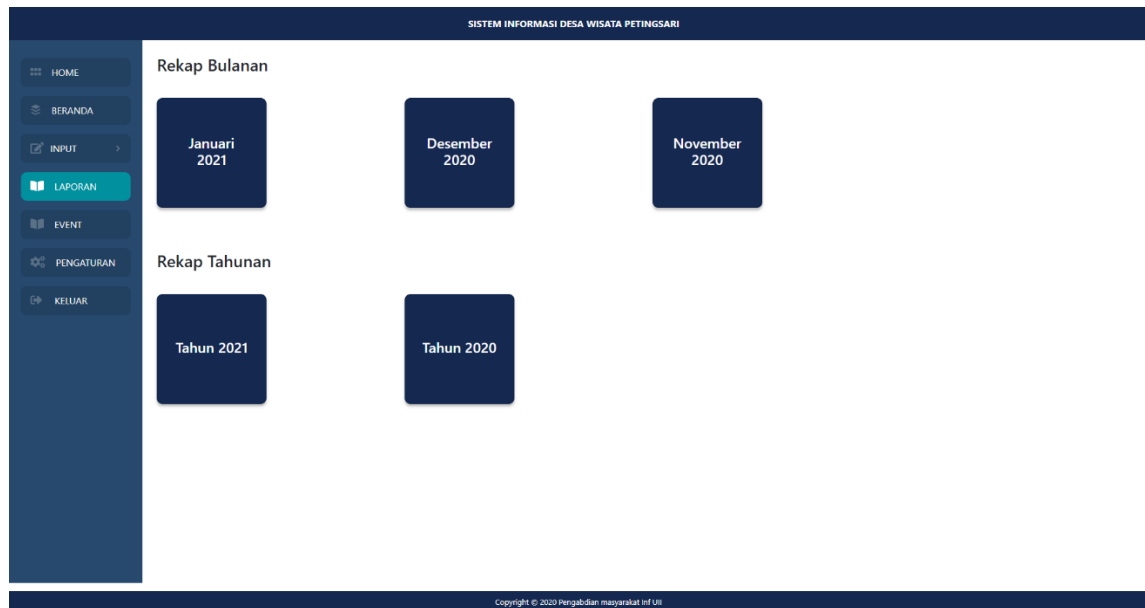 SISTEM INFORMASI DESA WISATA PETINGSARI
HOME
BERANDA
INPUT
LAPORAN
EVENT
PENGATURAN
KELUAR
Rekap Bulanan
Januari
2021
Desember
2020
November
2020
Rekap Tahunan
Tahun 2021
Tahun 2020
Copyright © 2020 Pengabdian masyarakat Inf UII